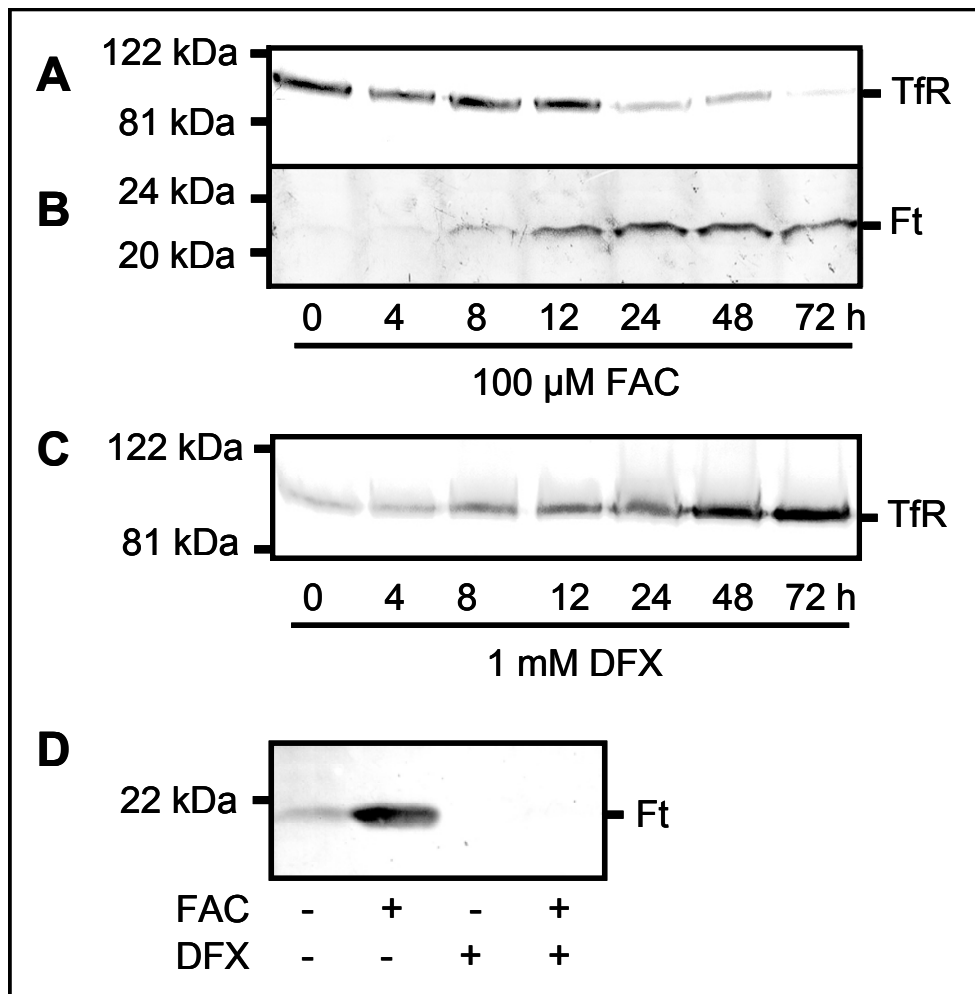 A
122 kDa
TfR
81 kDa
B
24 kDa
Ft
20 kDa
0 4 8 12 24 48 72 h
100 µM FAC
C
122 kDa
TfR
81 kDa
0 4 8 12 24 48 72 h
1 mM DFX
D
22 kDa
Ft
FAC - + - +
DFX - - + +